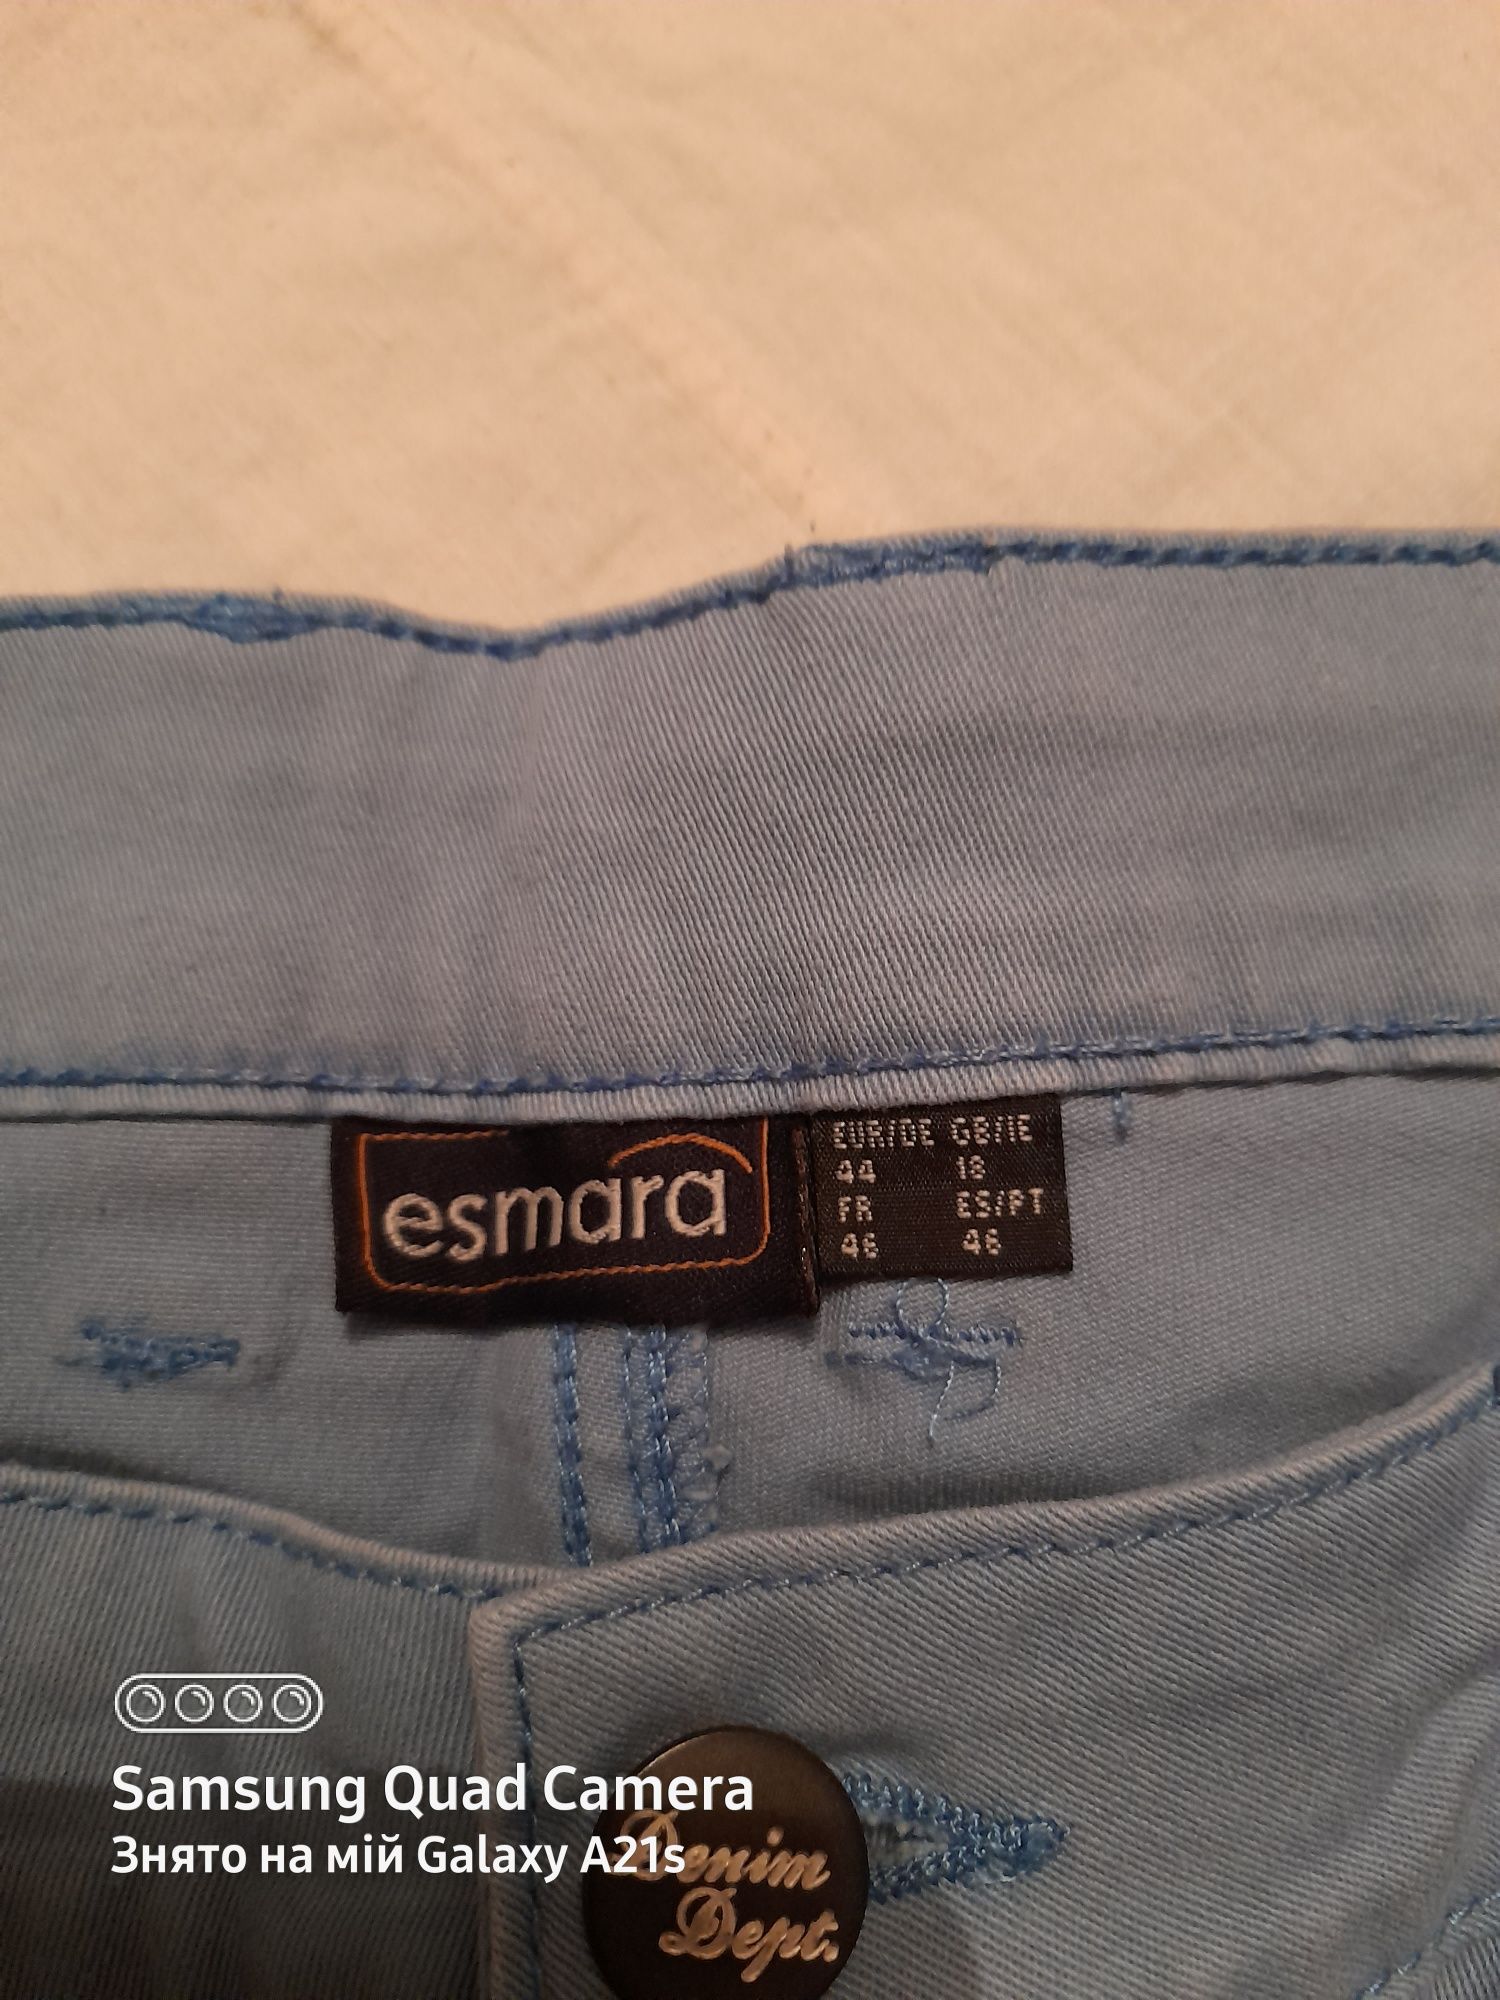 esmara
EUR/DE GB/IE
44 18
FR ES/PT
46 46
Denim
Dept.
Samsung Quad Camera
Знято на мій Galaxy A21s